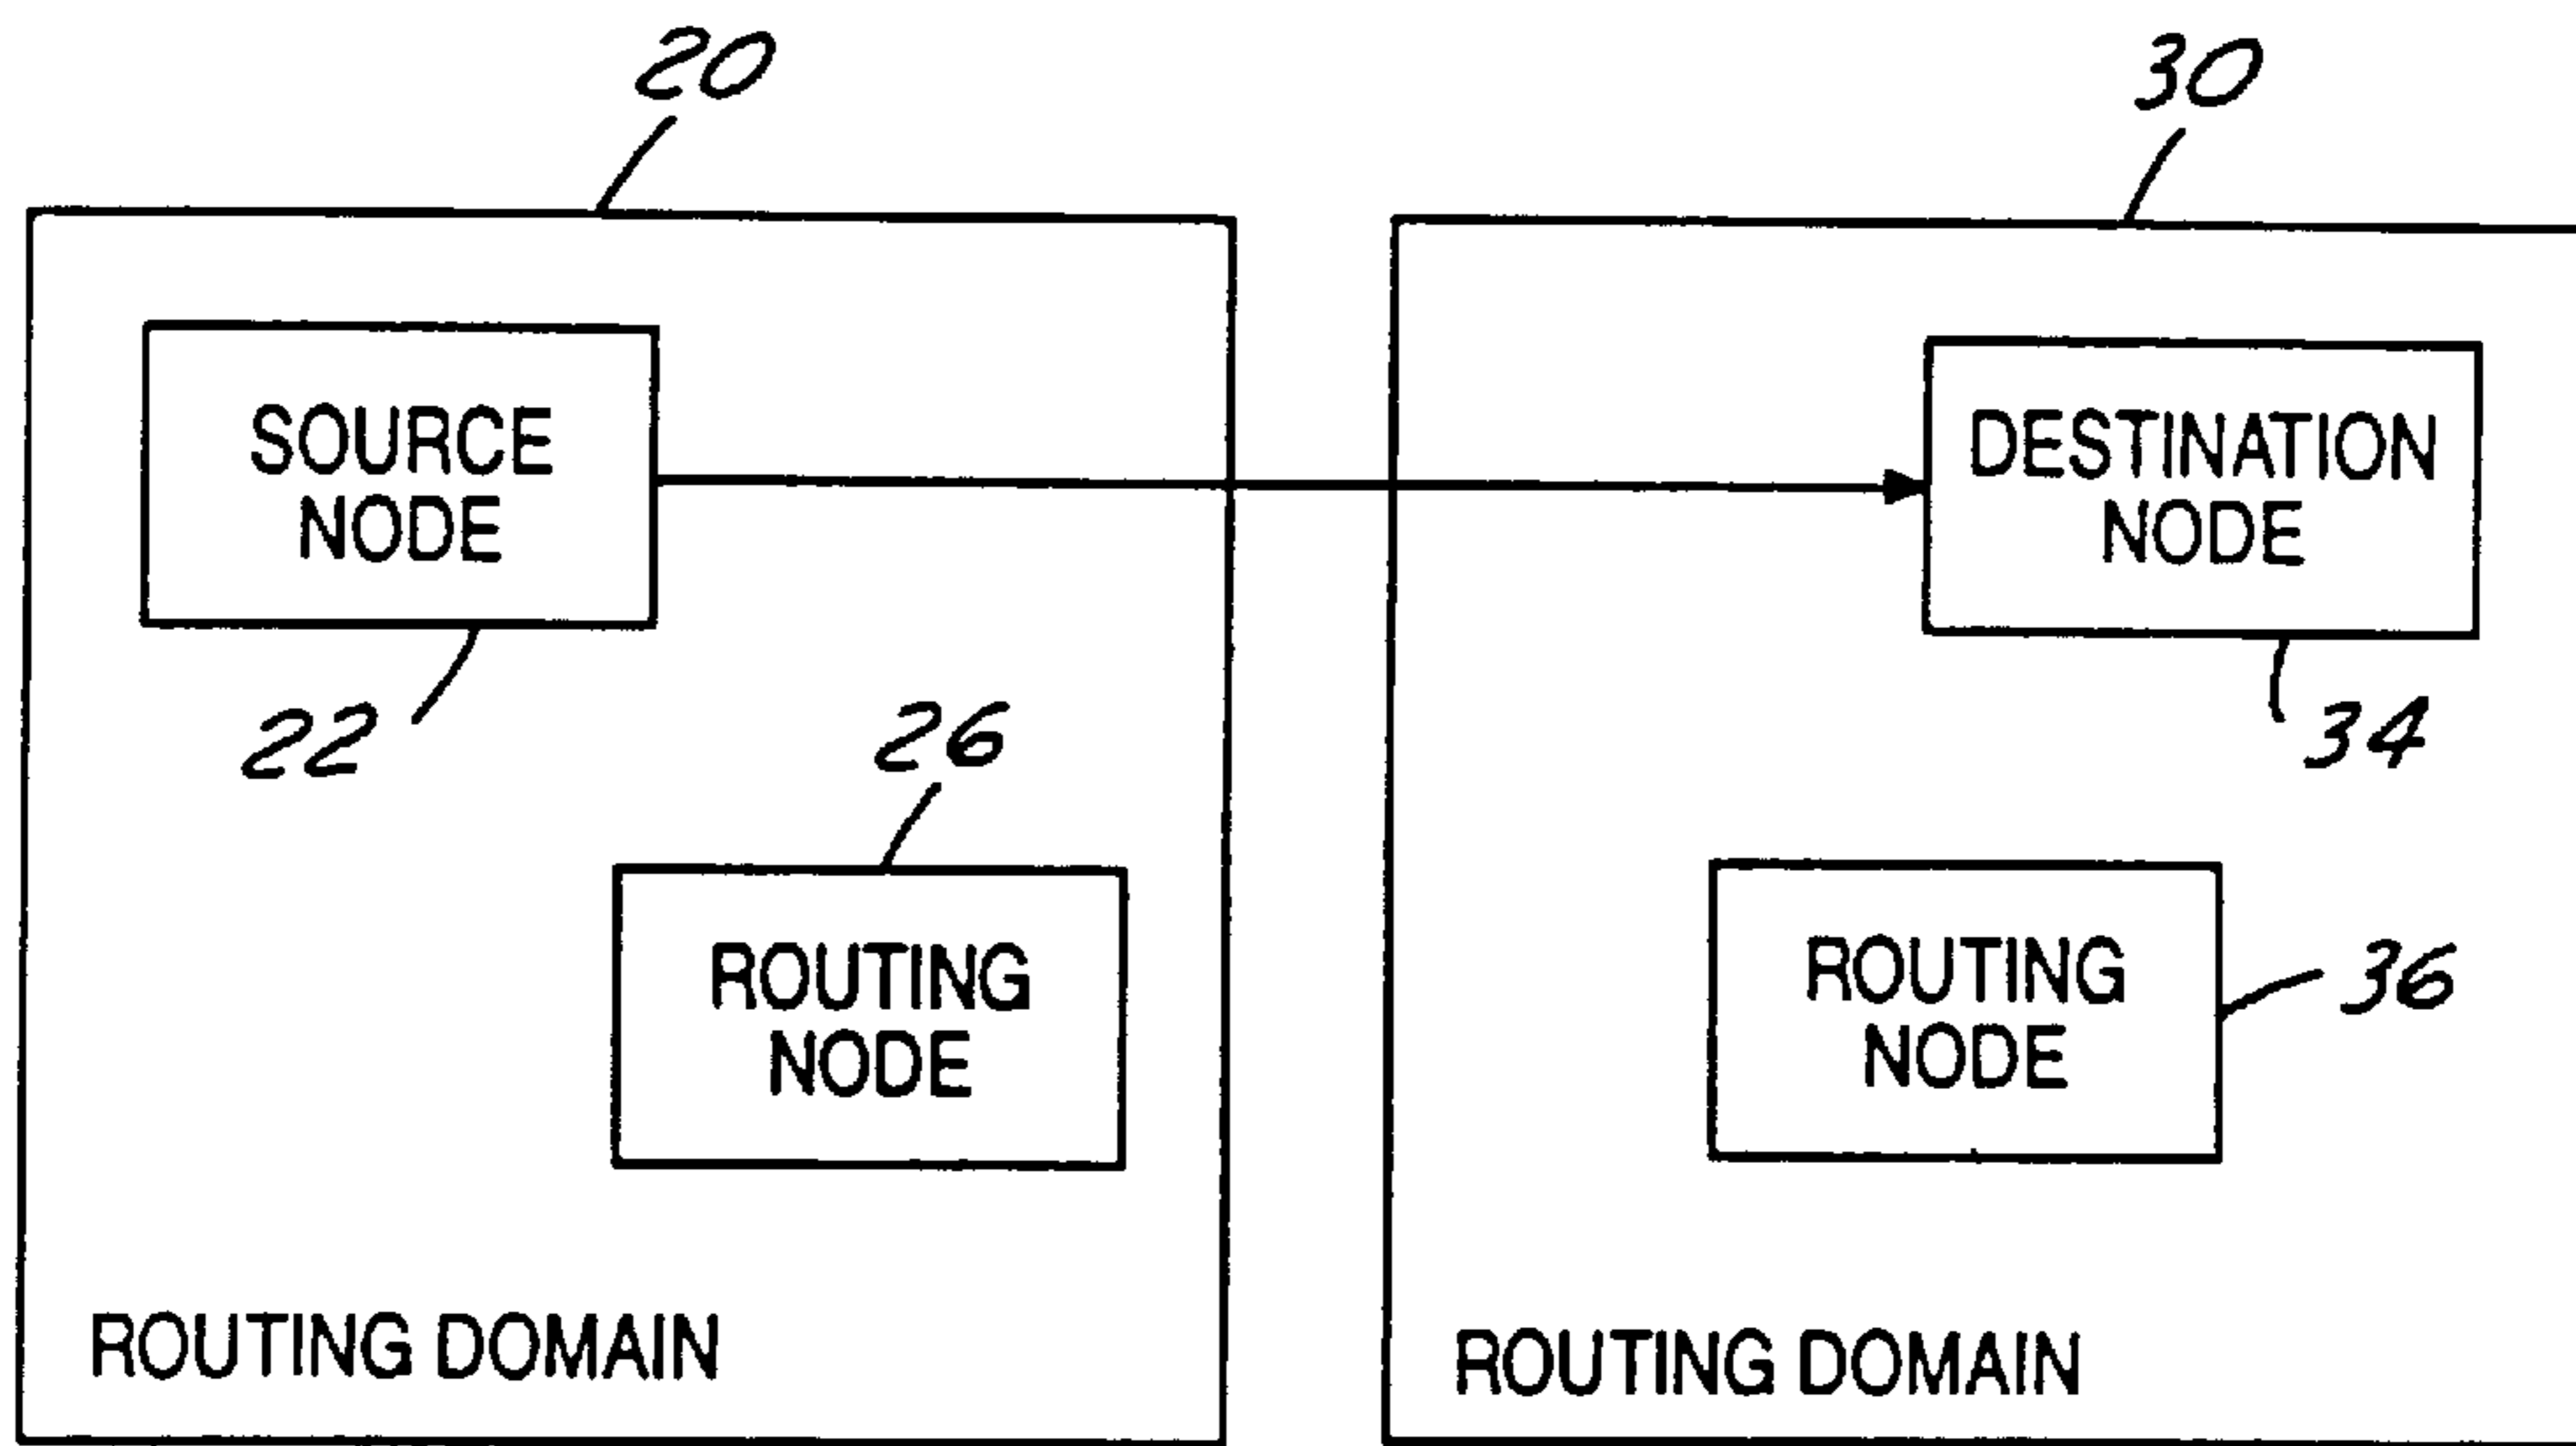 20
30
SOURCE
NODE
DESTINATION
NODE
22
26
34
ROUTING
NODE
ROUTING
NODE
36
ROUTING DOMAIN
ROUTING DOMAIN